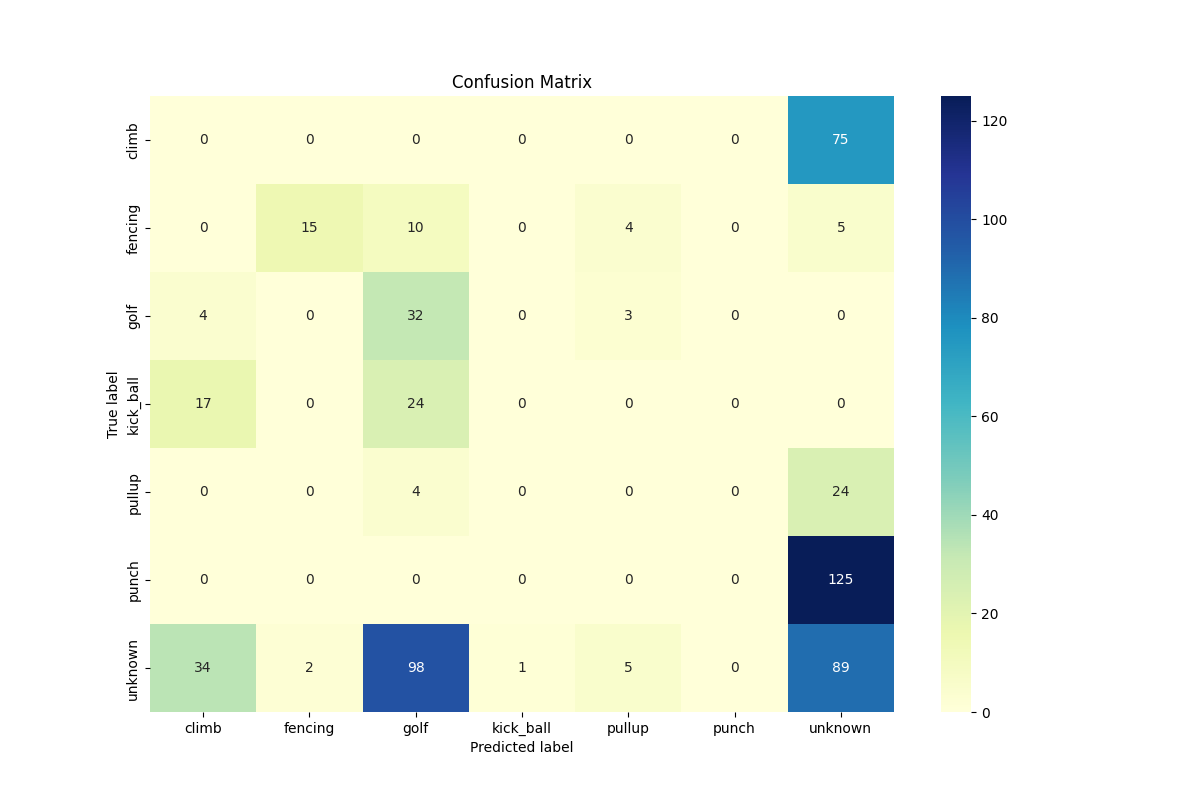 Confusion Matrix
climb 0 0 0 0 0 0 75
fencing 0 15 10 0 4 0 5
golf 4 0 32 0 3 0 0
True label
kick_ball 17 0 24 0 0 0 0
pullup 0 0 4 0 0 0 24
punch 0 0 0 0 0 0 125
unknown 34 2 98 1 5 0 89
climb fencing golf kick_ball pullup punch unknown
Predicted label
120
100
80
60
40
20
0